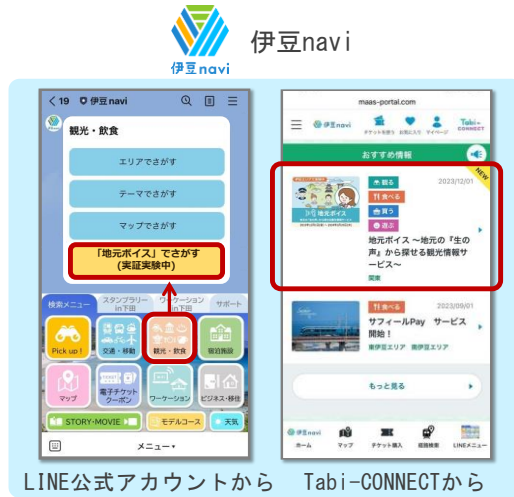 伊豆navi
伊豆navi
19 伊豆navi
観光・飲食
エリアでさがす
テーマでさがす
マップでさがす
「地元ボイス」でさがす
(実証実験中)
検索メニュー
スタンプラリー
in下田
ワーケーション
in下田
サポート
Pick up!
交通・移動
観光・飲食
宿泊施設
マップ
電子チケット
クーポン
ワーケーション
ビジネス・移住
STORY-MOVIE
モデルコース
天気
メニュー▾
LINE公式アカウントから
maas-portal.com
伊豆navi
チケットを使う
お気に入り
マイページ
Tabi-
CONNECT
おすすめ情報
NEW
観る
2023/12/01
食べる
買う
遊ぶ
地元ボイス
地元ボイス ~地元の『生の
声』から探せる観光情報サ
ービス~
関東
食べる
2023/09/01
サフィールPay サービス
開始!
東伊豆エリア 南伊豆エリア
もっと見る
伊豆navi
ホーム
マップ
チケット購入
経路検索
LINEメニュー
Tabi-CONNECTから